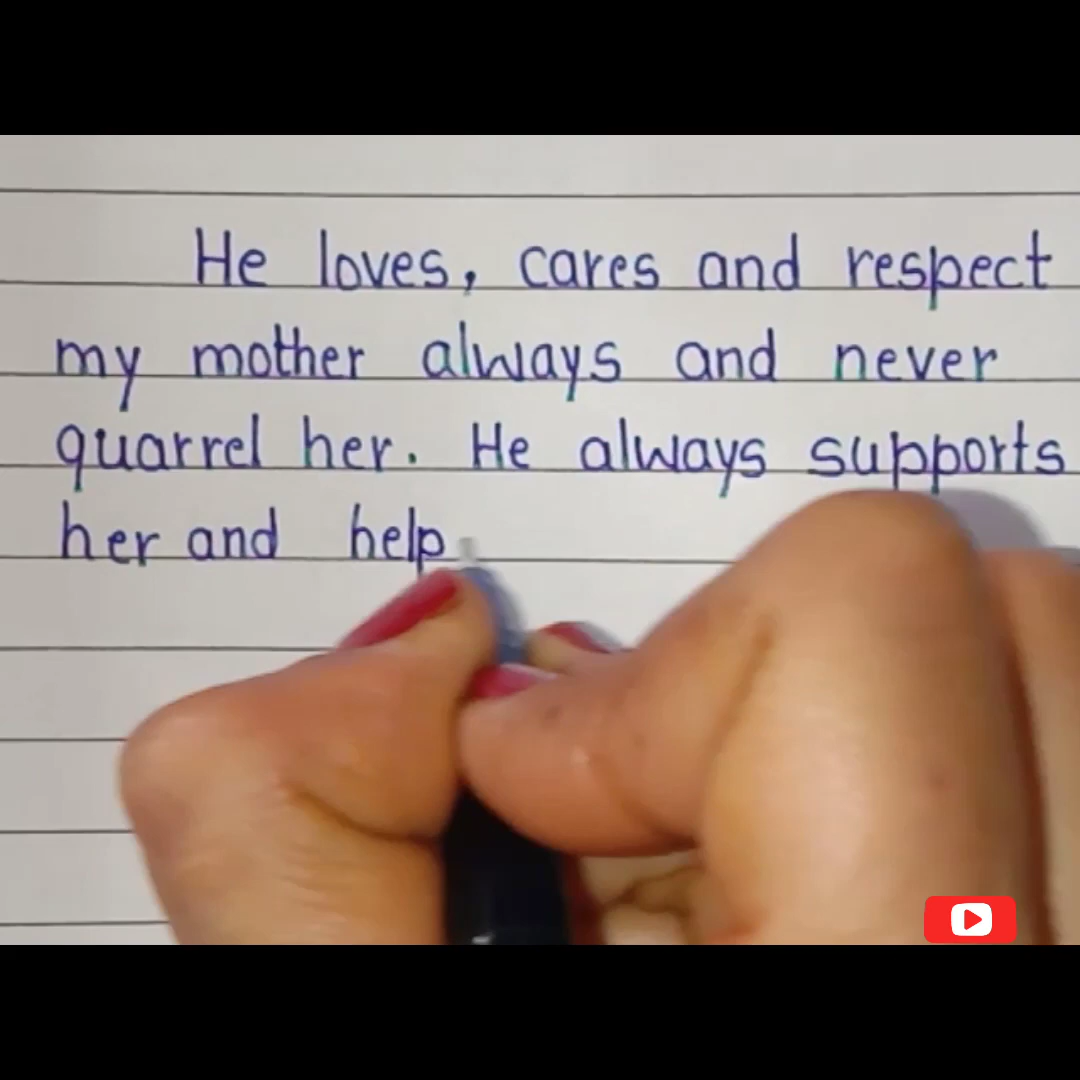 He loves, cares and respect
my mother always and never
quarrel her. He always supports
her and help